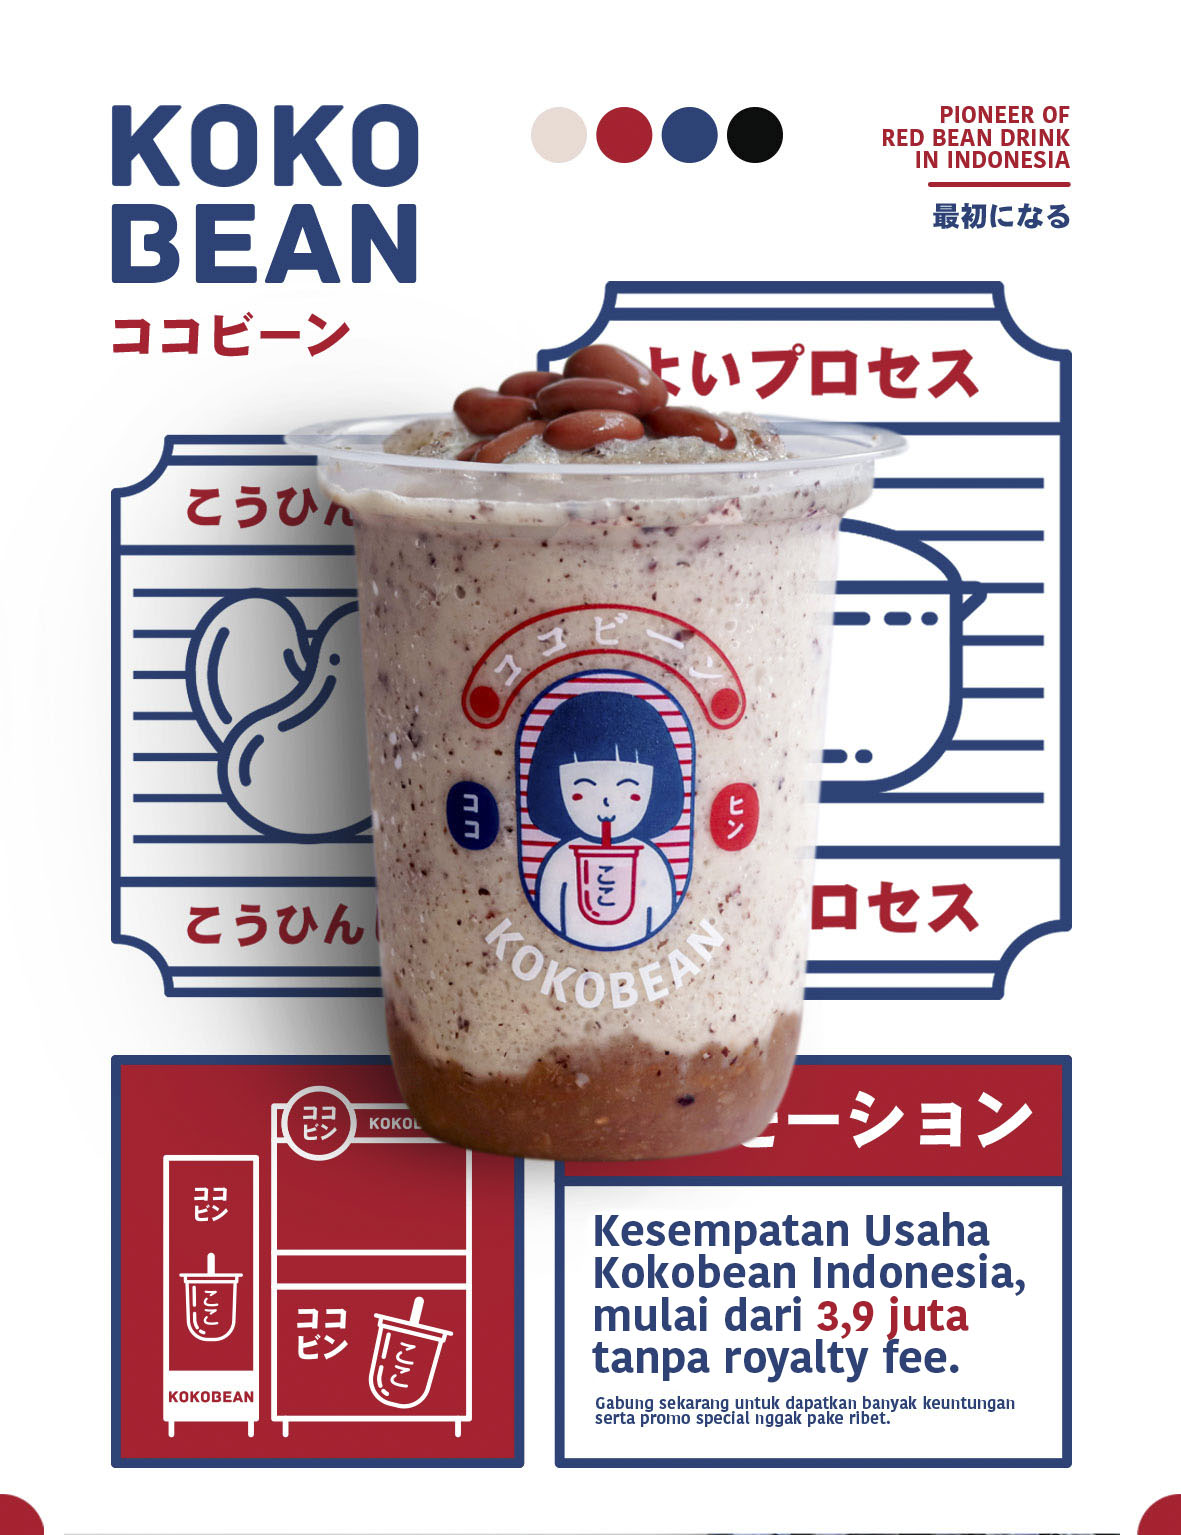 KOKO
BEAN
ココビーン
PIONEER OF
RED BEAN DRINK
IN INDONESIA
最初になる
よいプロセス
こうひん
ココビーン
ココ
ビン
ここ
KOKOBEAN
こうひん
ロセス
ココ
ビン
KOKOB
ココ
ビン
ここ
KOKOBEAN
ココ
ビン
ここ
モーション
Kesempatan Usaha
Kokobean Indonesia,
mulai dari 3,9 juta
tanpa royalty fee.
Gabung sekarang untuk dapatkan banyak keuntungan
serta promo special nggak pake ribet.